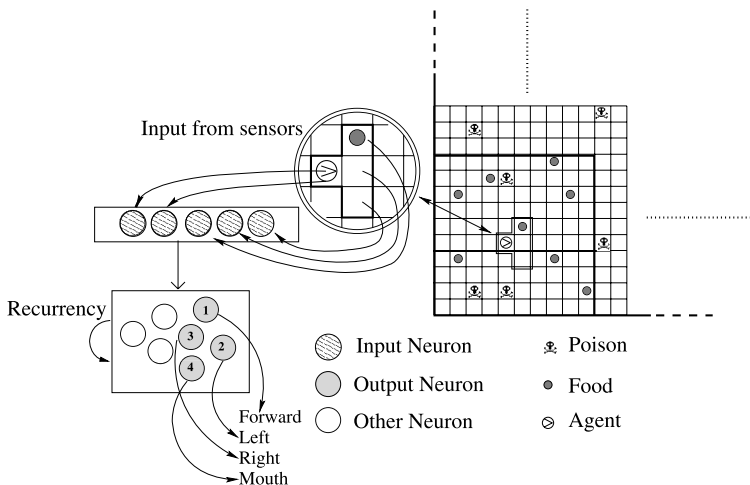 Input from sensors
Recurrency
1
3
2
4
Forward
Left
Right
Mouth
Input Neuron
Output Neuron
Other Neuron
Poison
Food
Agent